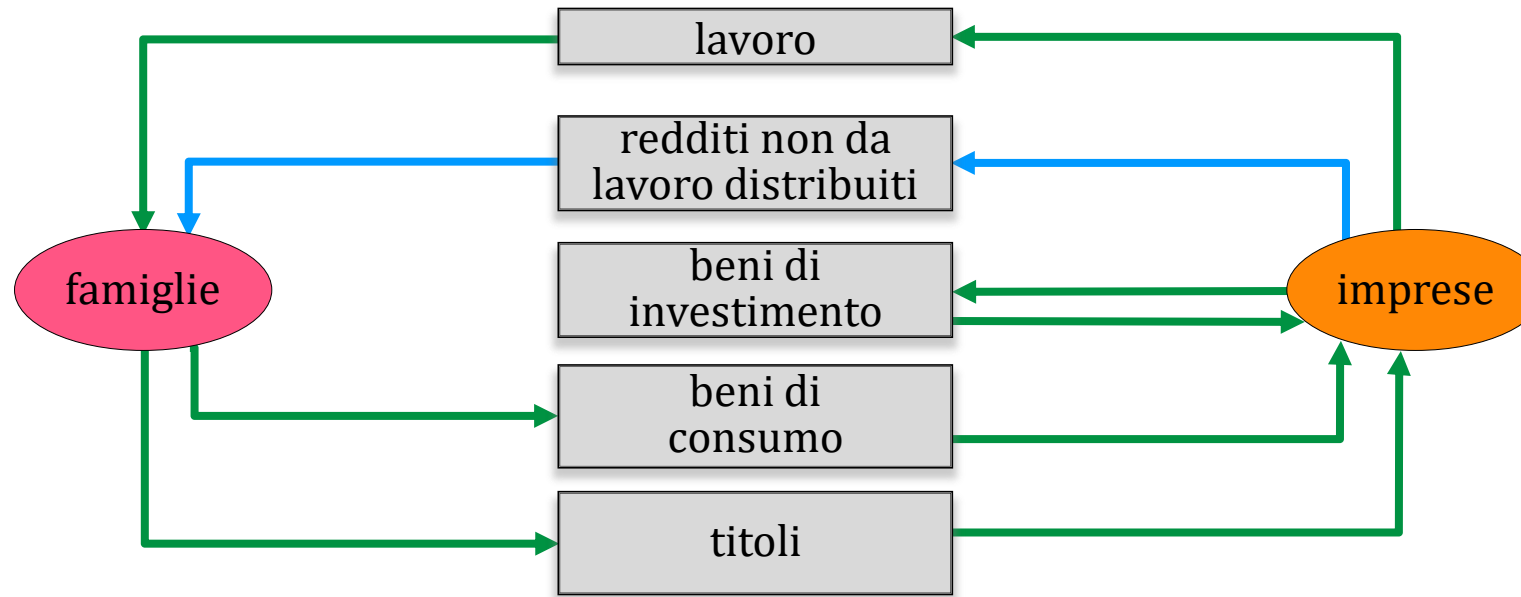 lavoro
redditi non da
lavoro distribuiti
famiglie
beni di
investimento
imprese
beni di
consumo
titoli